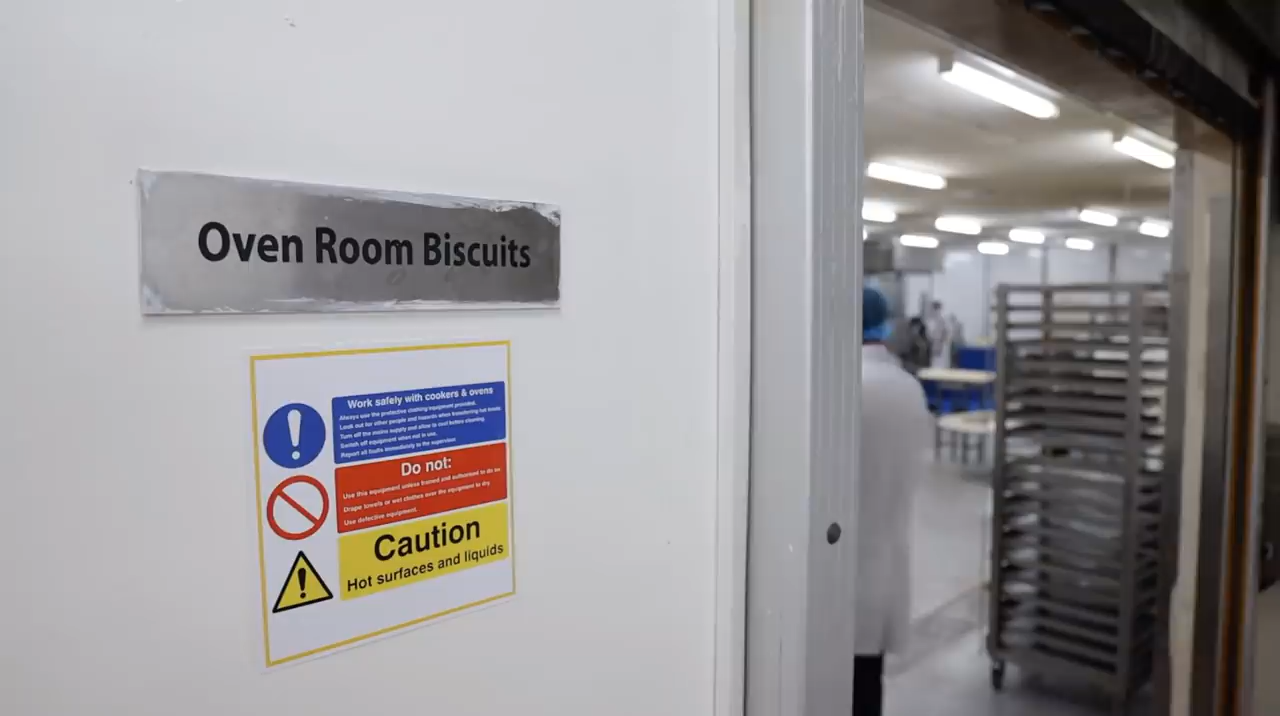 Oven Room Biscuits
Work safely with cookers & ovens
Always use the protective clothing/equipment provided.
Look out for other people and hazards when transferring hot foods
Turn off the mains supply and allow to cool before cleaning.
Switch off equipment when not in use.
Report all faults immediately to the supervisor.
Do not:
Use this equipment unless trained and authorised to do so
Drape towels or wet clothes over the equipment to dry
Use defective equipment.
Caution
Hot surfaces and liquids